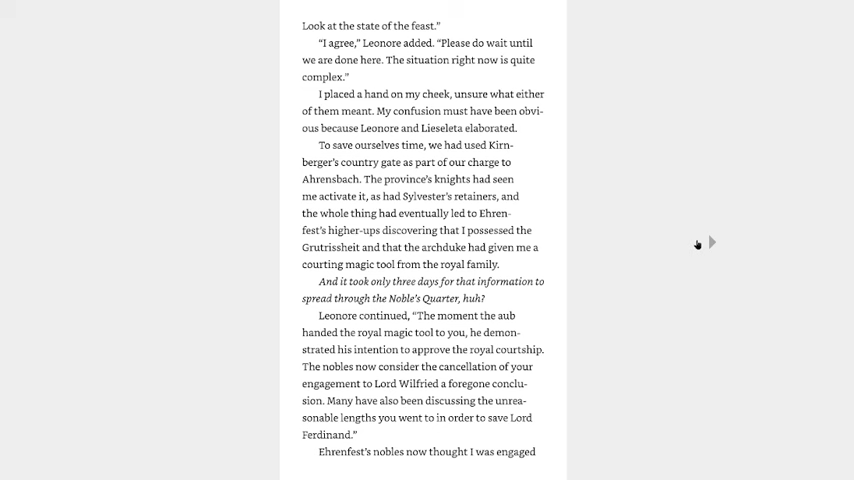 Look at the state of the feast.”
“I agree,” Leonore added. “Please do wait until
we are done here. The situation right now is quite
complex.”
I placed a hand on my cheek, unsure what either
of them meant. My confusion must have been obvi-
ous because Leonore and Lieseleta elaborated.
To save ourselves time, we had used Kirn-
berger’s country gate as part of our charge to
Ahrensbach. The province’s knights had seen
me activate it, as had Sylvester’s retainers, and
the whole thing had eventually led to Ehren-
fest’s higher-ups discovering that I possessed the
Grutrissheit and that the archduke had given me a
courting magic tool from the royal family.
And it took only three days for that information to
spread through the Noble’s Quarter, huh?
Leonore continued, “The moment the aub
handed the royal magic tool to you, he demon-
strated his intention to approve the royal courtship.
The nobles now consider the cancellation of your
engagement to Lord Wilfried a foregone conclu-
sion. Many have also been discussing the unrea-
sonable lengths you went to in order to save Lord
Ferdinand.”
Ehrenfest’s nobles now thought I was engaged